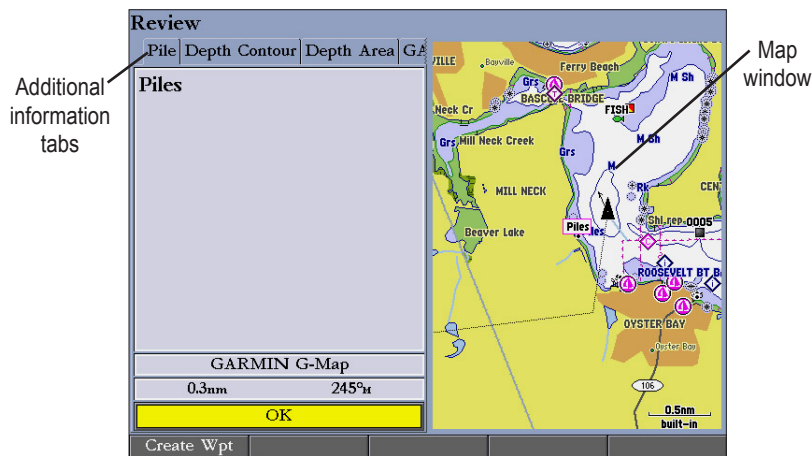 Review
Pile Depth Contour Depth Area GA
Piles
Additional
information
tabs
Map
window
GARMIN G-Map
0.3nm 245°M
OK
Create Wpt
VILLE
Bayville
Ferry Beach
M Sh
Grs
BASCULE BRIDGE
FISH
Neck Cr
Grs
Mill Neck Creek
M Sh
Grs
M
Rk
CEN
MILL NECK
Shl rep
0005
Beaver Lake
Piles
ROOSEVELT BT B
OYSTER BAY
Oyster Bay
106
0.5nm
built-in